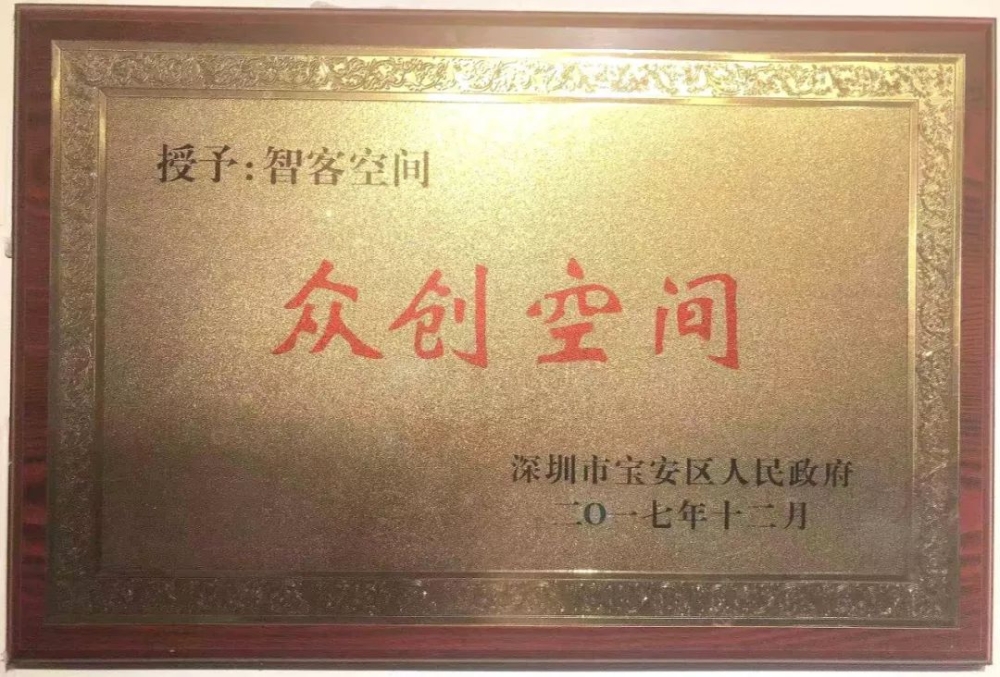 授予:智客空间
众创空间
深圳市宝安区人民政府
二〇一七年十二月